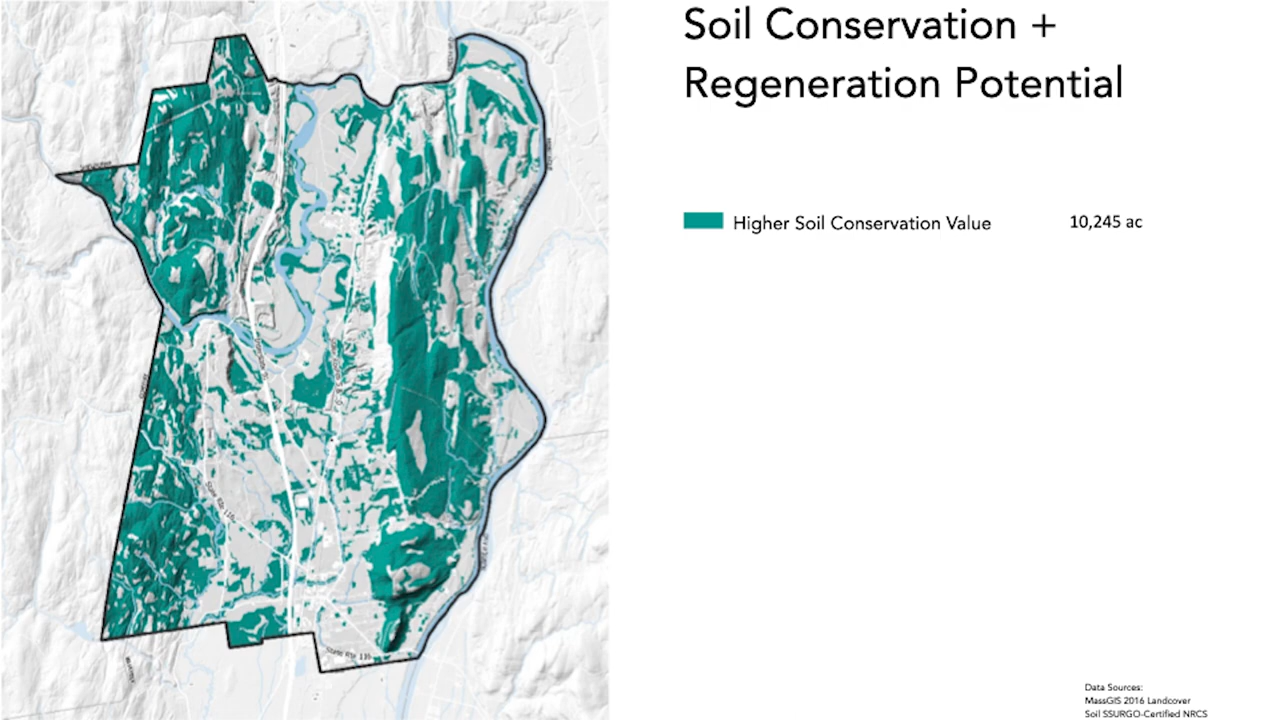 Soil Conservation +
Regeneration Potential
Higher Soil Conservation Value 10,245 ac
State Rte 116
State Rte 116
Data Sources:
MassGIS 2016 Landcover
Soil SSURGO-Certified NRCS